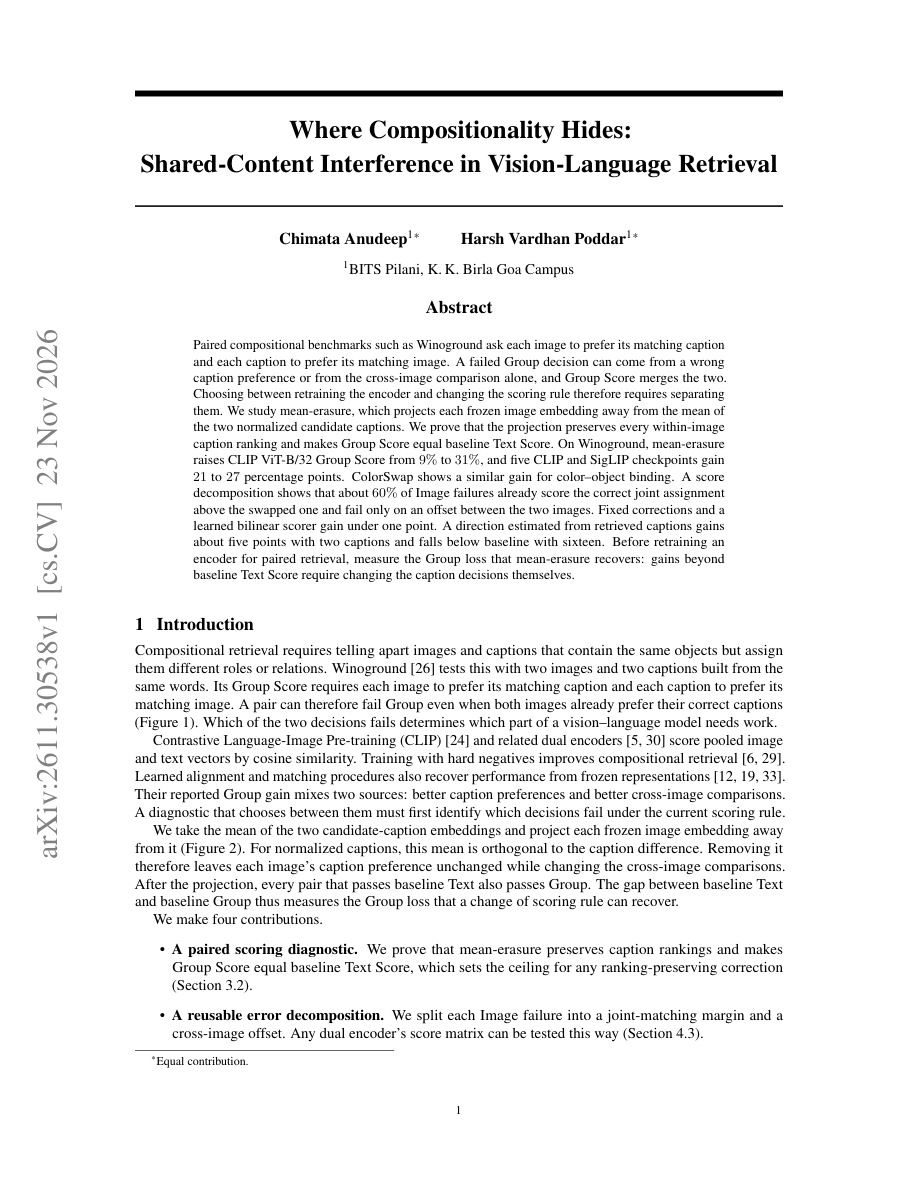 Where Compositionality Hides:
Shared-Content Interference in Vision-Language Retrieval
Chimata Anudeep1∗ Harsh Vardhan Poddar1∗
1BITS Pilani, K. K. Birla Goa Campus
Abstract
Paired compositional benchmarks such as Winoground ask each image to prefer its matching caption
and each caption to prefer its matching image. A failed Group decision can come from a wrong
caption preference or from the cross-image comparison alone, and Group Score merges the two.
Choosing between retraining the encoder and changing the scoring rule therefore requires separating
them. We study mean-erasure, which projects each frozen image embedding away from the mean of
the two normalized candidate captions. We prove that the projection preserves every within-image
caption ranking and makes Group Score equal baseline Text Score. On Winoground, mean-erasure
raises CLIP ViT-B/32 Group Score from 9% to 31%, and five CLIP and SigLIP checkpoints gain
21 to 27 percentage points. ColorSwap shows a similar gain for color–object binding. A score
decomposition shows that about 60% of Image failures already score the correct joint assignment
above the swapped one and fail only on an offset between the two images. Fixed corrections and a
learned bilinear scorer gain under one point. A direction estimated from retrieved captions gains
about five points with two captions and falls below baseline with sixteen. Before retraining an
encoder for paired retrieval, measure the Group loss that mean-erasure recovers: gains beyond
baseline Text Score require changing the caption decisions themselves.
1 Introduction
Compositional retrieval requires telling apart images and captions that contain the same objects but assign
them different roles or relations. Winoground [26] tests this with two images and two captions built from the
same words. Its Group Score requires each image to prefer its matching caption and each caption to prefer its
matching image. A pair can therefore fail Group even when both images already prefer their correct captions
(Figure 1). Which of the two decisions fails determines which part of a vision–language model needs work.
Contrastive Language-Image Pre-training (CLIP) [24] and related dual encoders [5, 30] score pooled image
and text vectors by cosine similarity. Training with hard negatives improves compositional retrieval [6, 29].
Learned alignment and matching procedures also recover performance from frozen representations [12, 19, 33].
Their reported Group gain mixes two sources: better caption preferences and better cross-image comparisons.
A diagnostic that chooses between them must first identify which decisions fail under the current scoring rule.
We take the mean of the two candidate-caption embeddings and project each frozen image embedding away
from it (Figure 2). For normalized captions, this mean is orthogonal to the caption difference. Removing it
therefore leaves each image's caption preference unchanged while changing the cross-image comparisons.
After the projection, every pair that passes baseline Text also passes Group. The gap between baseline Text
and baseline Group thus measures the Group loss that a change of scoring rule can recover.
We make four contributions.
• A paired scoring diagnostic. We prove that mean-erasure preserves caption rankings and makes
Group Score equal baseline Text Score, which sets the ceiling for any ranking-preserving correction
(Section 3.2).
• A reusable error decomposition. We split each Image failure into a joint-matching margin and a
cross-image offset. Any dual encoder's score matrix can be tested this way (Section 4.3).
∗Equal contribution.
1
arXiv:2611.30538v1 [cs.CV] 23 Nov 2026